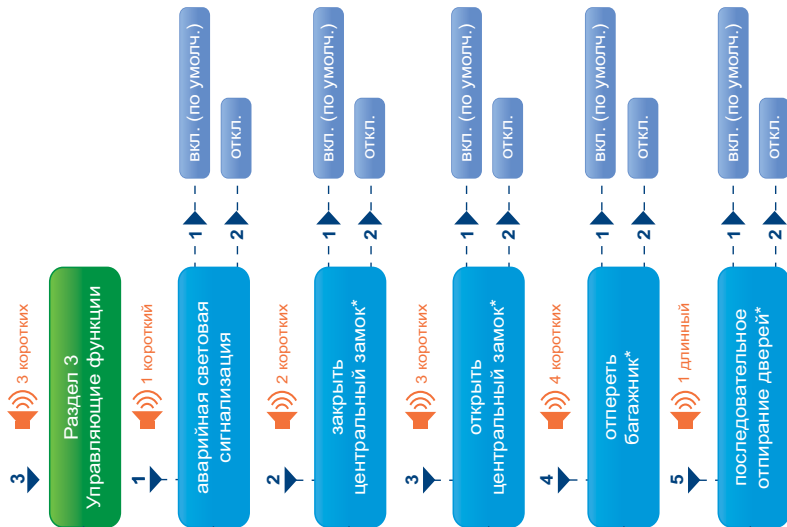 3
3 коротких
Раздел 3
Управляющие функции
1
1 короткий
аварийная световая
сигнализация
1
вкл. (по умолч.)
2
откл.
2
2 коротких
закрыть
центральный замок*
1
вкл. (по умолч.)
2
откл.
3
3 коротких
открыть
центральный замок*
1
вкл. (по умолч.)
2
откл.
4
4 коротких
отпереть
багажник*
1
вкл. (по умолч.)
2
откл.
5
1 длинный
последовательное
отпирание дверей*
1
вкл. (по умолч.)
2
откл.